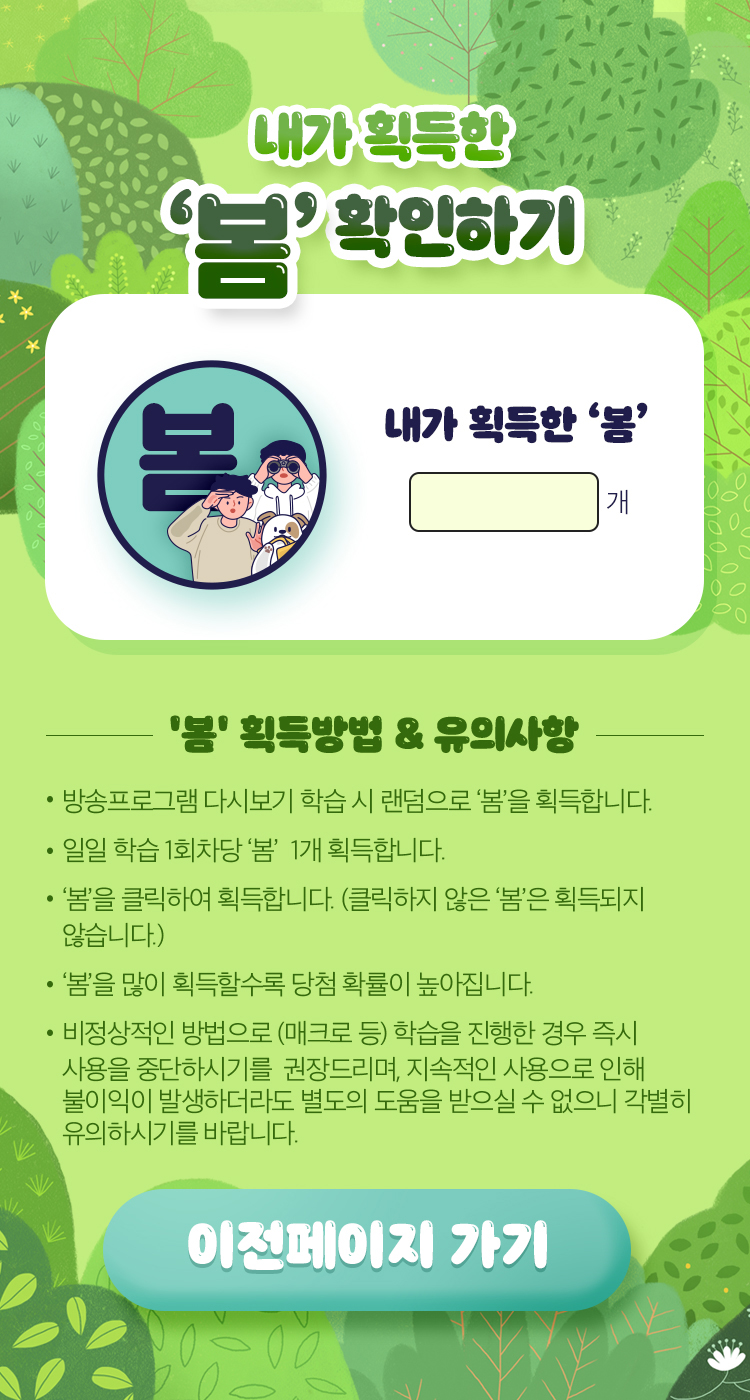 내가 획득한
‘봄’ 확인하기
봄
내가 획득한 ‘봄’
개
'봄' 획득방법 & 유의사항
• 방송프로그램 다시보기 학습 시 랜덤으로 ‘봄’을 획득합니다.
• 일일 학습 1회차당 ‘봄’ 1개 획득합니다.
• ‘봄’을 클릭하여 획득합니다. (클릭하지 않은 ‘봄’은 획득되지
않습니다.)
• ‘봄’을 많이 획득할수록 당첨 확률이 높아집니다.
• 비정상적인 방법으로 (매크로 등) 학습을 진행한 경우 즉시
사용을 중단하시기를 권장드리며, 지속적인 사용으로 인해
불이익이 발생하더라도 별도의 도움을 받으실 수 없으니 각별히
유의하시기를 바랍니다.
이전페이지 가기